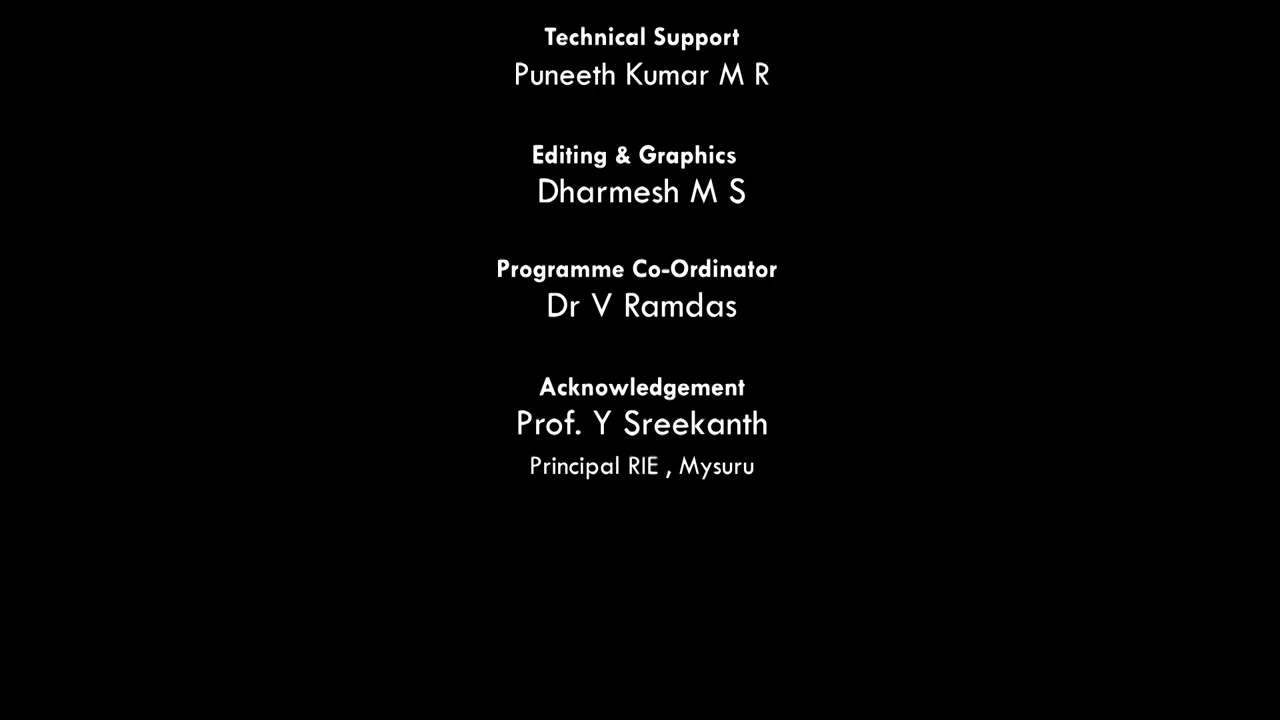 Technical Support
Puneeth Kumar M R
Editing & Graphics
Dharmesh M S
Programme Co-Ordinator
Dr V Ramdas
Acknowledgement
Prof. Y Sreekanth
Principal RIE , Mysuru